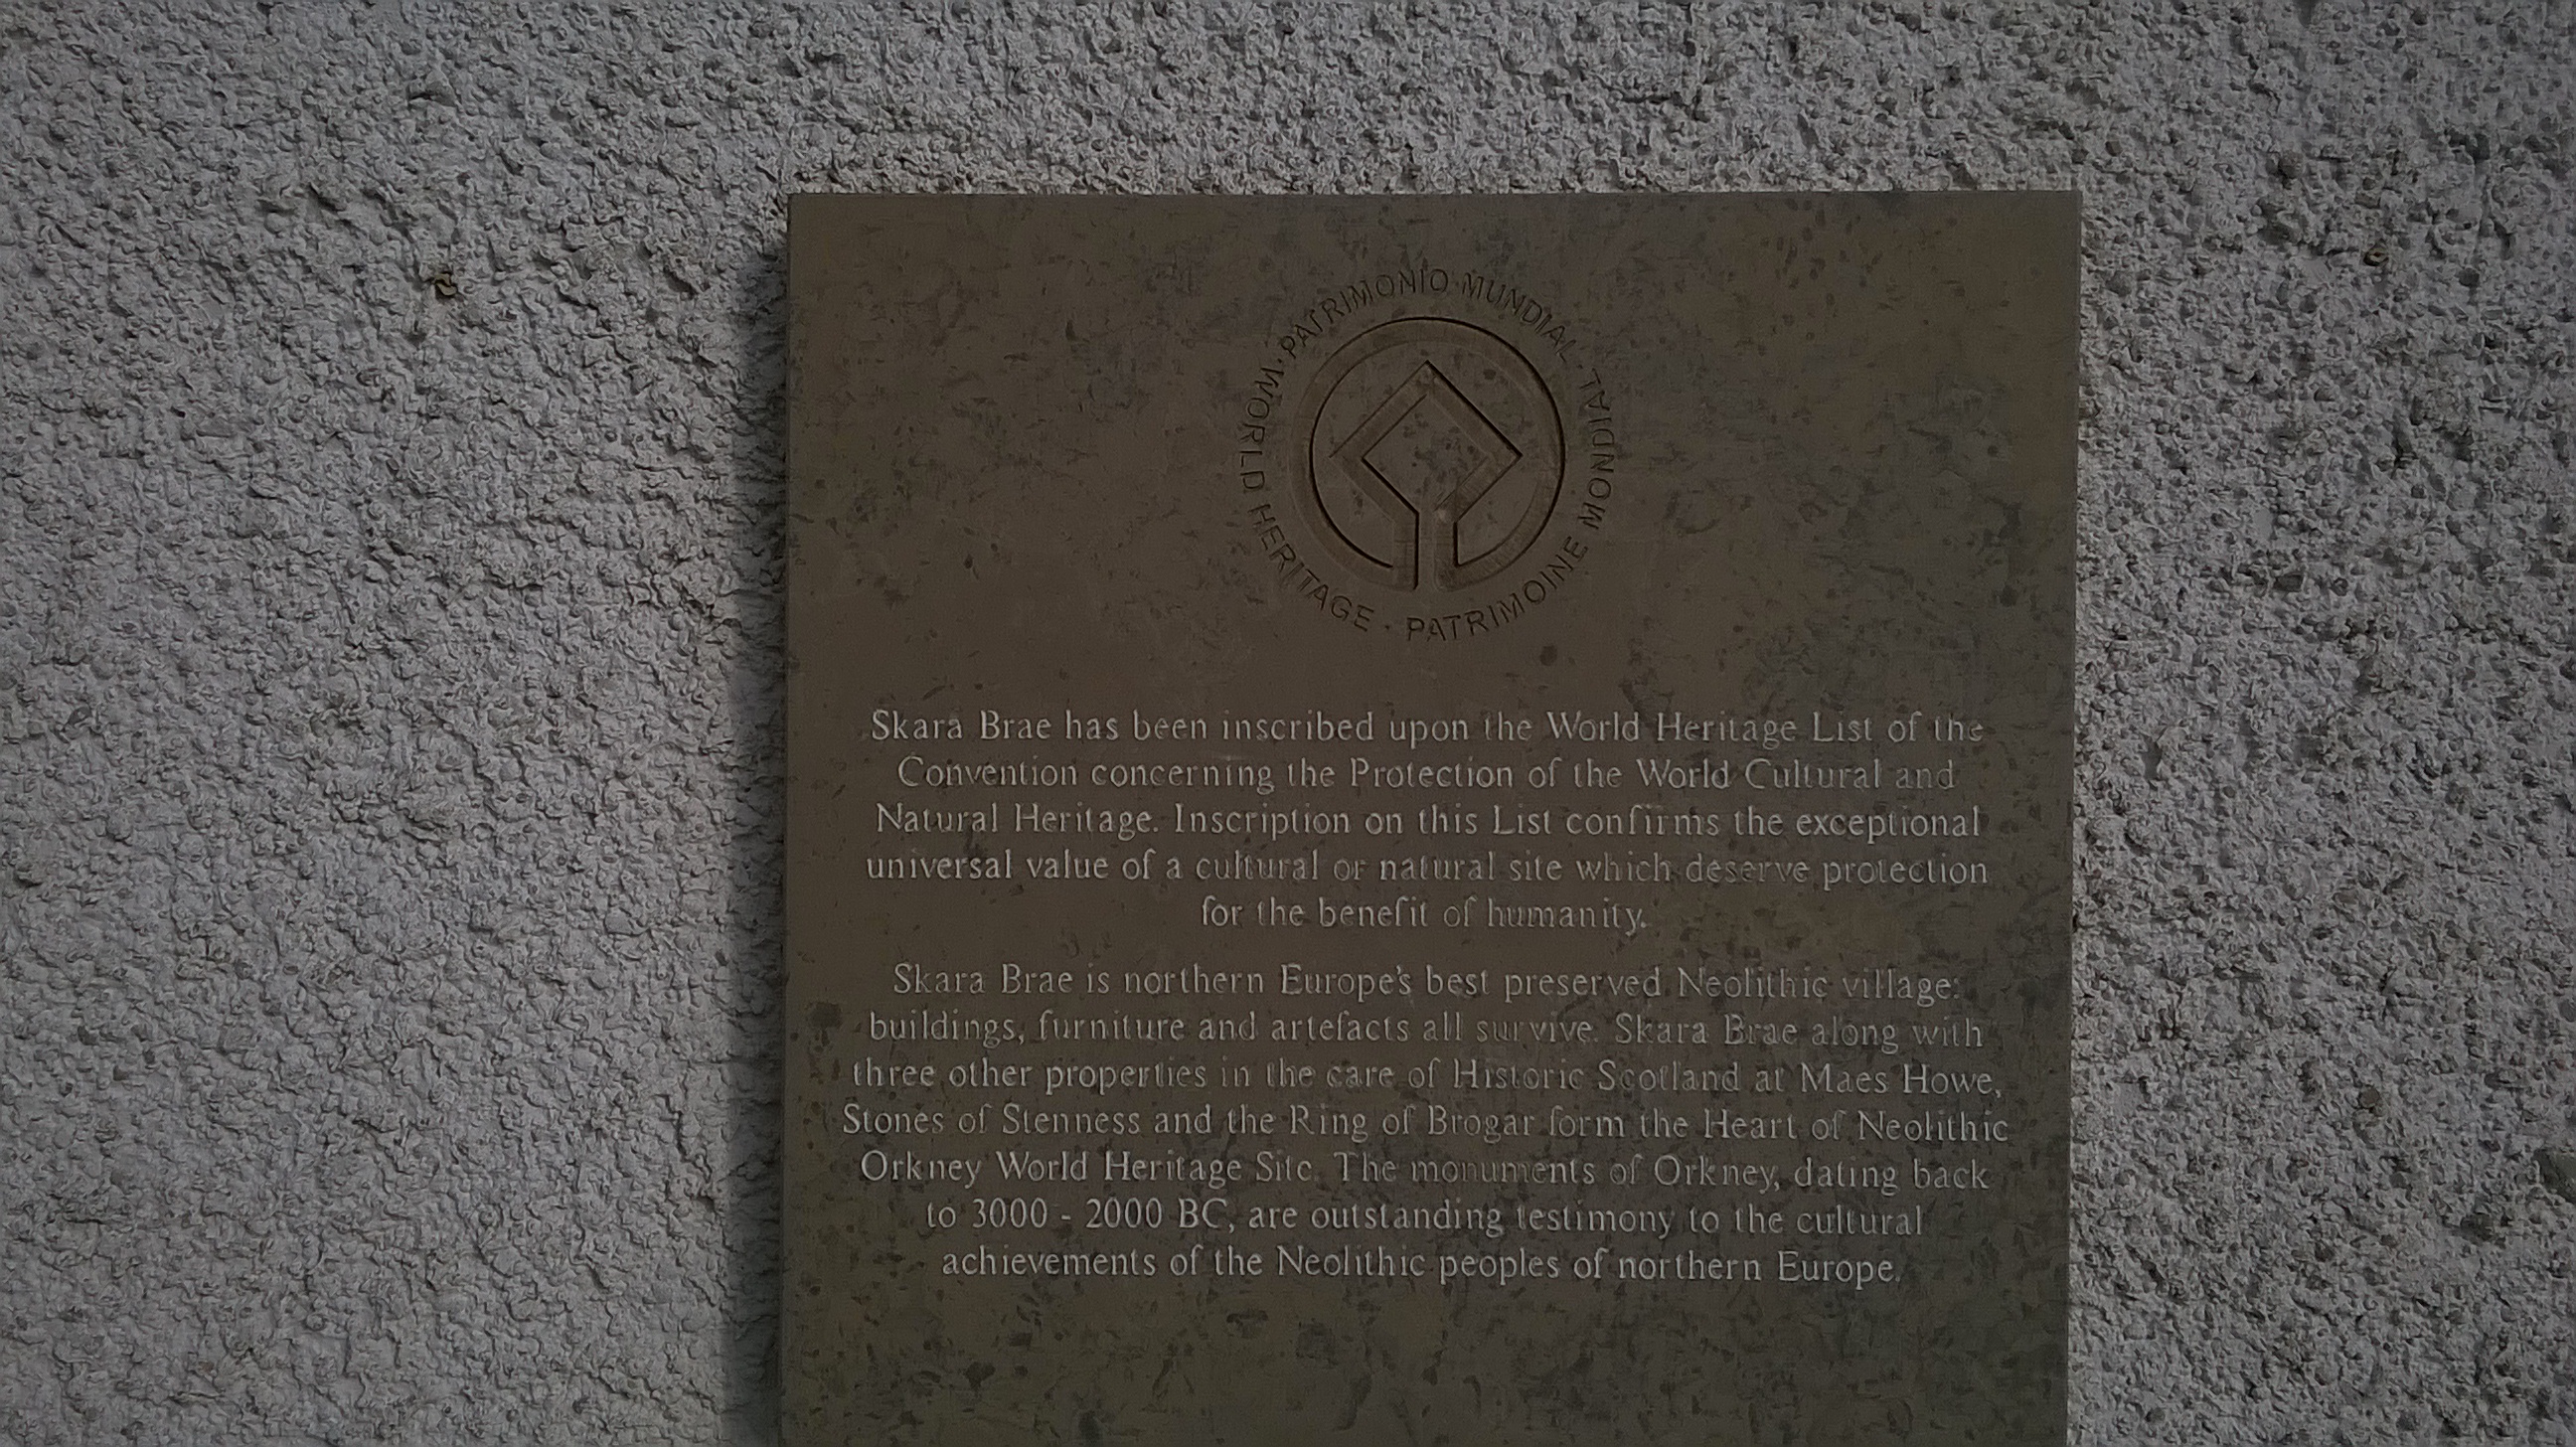 WORLD HERITAGE · PATRIMONIO MUNDIAL · PATRIMOINE MONDIAL ·
Skara Brae has been inscribed upon the World Heritage List of the
Convention concerning the Protection of the World Cultural and
Natural Heritage. Inscription on this List confirms the exceptional
universal value of a cultural or natural site which deserve protection
for the benefit of humanity.
Skara Brae is northern Europe's best preserved Neolithic village:
buildings, furniture and artefacts all survive. Skara Brae along with
three other properties in the care of Historic Scotland at Maes Howe,
Stones of Stenness and the Ring of Brogar form the Heart of Neolithic
Orkney World Heritage Site. The monuments of Orkney, dating back
to 3000 - 2000 BC, are outstanding testimony to the cultural
achievements of the Neolithic peoples of northern Europe.